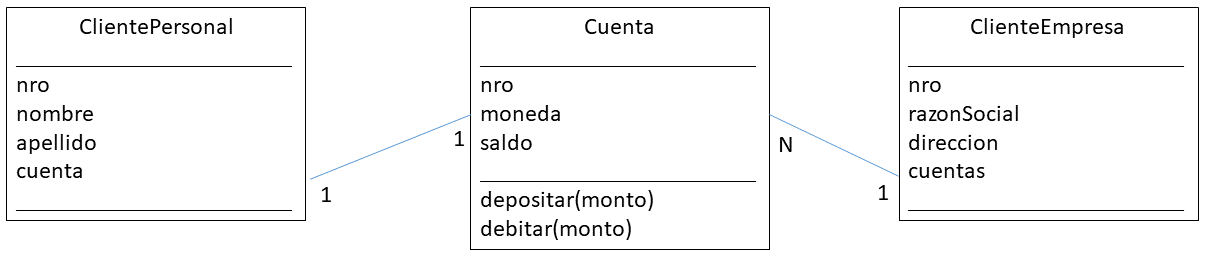 ClientePersonal
nro
nombre
apellido
cuenta
1
1
Cuenta
nro
moneda
saldo
depositar(monto)
debitar(monto)
N
1
ClienteEmpresa
nro
razonSocial
direccion
cuentas